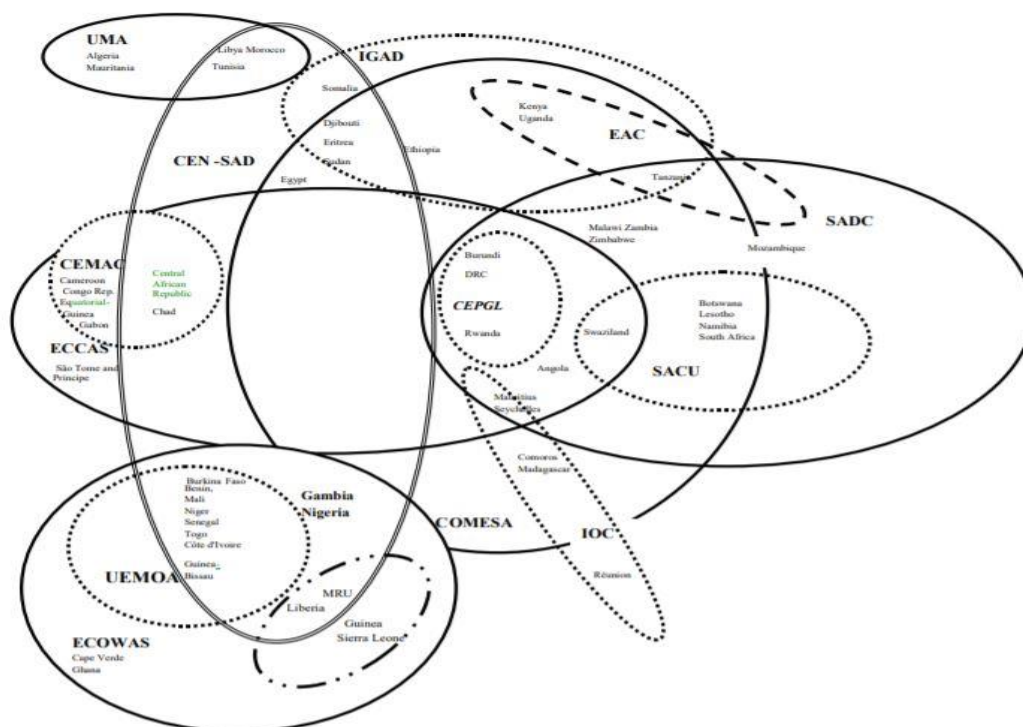 UMA
Algeria
Mauritania
Libya Morocco
Tunisia
IGAD
Somalia
Djibouti
Eritrea
Sudan
Ethiopia
Egypt
CEN -SAD
Kenya
Uganda
EAC
Tanzania
SADC
Malawi Zambia
Zimbabwe
Mozambique
CEMAC
Cameroon
Congo Rep.
Equatorial-
Guinea
Gabon
Central
African
Republic
Chad
ECCAS
São Tome and
Principe
Burundi
DRC
CEPGL
Rwanda
Swaziland
Angola
Botswana
Lesotho
Namibia
South Africa
SACU
Mauitius
Seychelles
Comoros
Madagascar
COMESA
IOC
Réunion
Burkina Faso
Benin,
Mali
Niger
Senegal
Togo
Côte d'Ivoire
Guinea-
Bissau
Gambia
Nigeria
UEMOA
MRU
Liberia
Guinea
Sierra Leone
ECOWAS
Cape Verde
Ghana